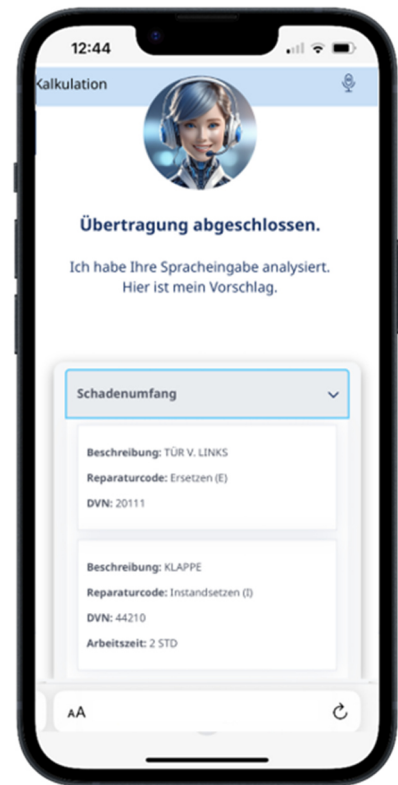 12:44
Kalkulation
Übertragung abgeschlossen.
Ich habe Ihre Spracheingabe analysiert.
Hier ist mein Vorschlag.
Schadenumfang
Beschreibung: TÜR V. LINKS
Reparaturcode: Ersetzen (E)
DVN: 20111
Beschreibung: KLAPPE
Reparaturcode: Instandsetzen (I)
DVN: 44210
Arbeitszeit: 2 STD
AA